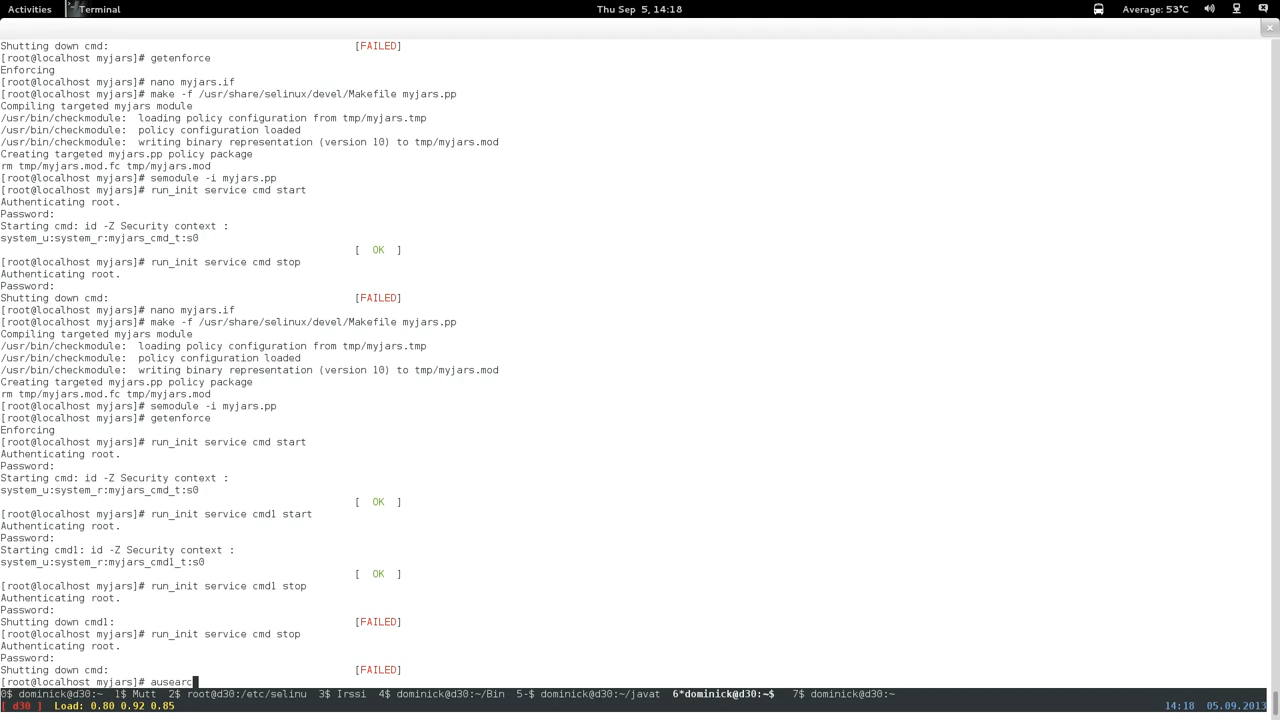 Activities Terminal Thu Sep 5, 14:18 Average: 53°C
Shutting down cmd: [FAILED]
[root@localhost myjars]# getenforce
Enforcing
[root@localhost myjars]# nano myjars.if
[root@localhost myjars]# make -f /usr/share/selinux/devel/Makefile myjars.pp
Compiling targeted myjars module
/usr/bin/checkmodule:  loading policy configuration from tmp/myjars.tmp
/usr/bin/checkmodule:  policy configuration loaded
/usr/bin/checkmodule:  writing binary representation (version 10) to tmp/myjars.mod
Creating targeted myjars.pp policy package
rm tmp/myjars.mod.fc tmp/myjars.mod
[root@localhost myjars]# semodule -i myjars.pp
[root@localhost myjars]# run_init service cmd start
Authenticating root.
Password:
Starting cmd: id -Z Security context :
system_u:system_r:myjars_cmd_t:s0
[  OK  ]
[root@localhost myjars]# run_init service cmd stop
Authenticating root.
Password:
Shutting down cmd: [FAILED]
[root@localhost myjars]# nano myjars.if
[root@localhost myjars]# make -f /usr/share/selinux/devel/Makefile myjars.pp
Compiling targeted myjars module
/usr/bin/checkmodule:  loading policy configuration from tmp/myjars.tmp
/usr/bin/checkmodule:  policy configuration loaded
/usr/bin/checkmodule:  writing binary representation (version 10) to tmp/myjars.mod
Creating targeted myjars.pp policy package
rm tmp/myjars.mod.fc tmp/myjars.mod
[root@localhost myjars]# semodule -i myjars.pp
[root@localhost myjars]# getenforce
Enforcing
[root@localhost myjars]# run_init service cmd start
Authenticating root.
Password:
Starting cmd: id -Z Security context :
system_u:system_r:myjars_cmd_t:s0
[  OK  ]
[root@localhost myjars]# run_init service cmd1 start
Authenticating root.
Password:
Starting cmd1: id -Z Security context :
system_u:system_r:myjars_cmd1_t:s0
[  OK  ]
[root@localhost myjars]# run_init service cmd1 stop
Authenticating root.
Password:
Shutting down cmd1: [FAILED]
[root@localhost myjars]# run_init service cmd stop
Authenticating root.
Password:
Shutting down cmd: [FAILED]
[root@localhost myjars]# ausearc
0$ dominick@d30:~  1$ Mutt  2$ root@d30:/etc/selinu  3$ Irssi  4$ dominick@d30:~/Bin  5-$ dominick@d30:~/javat  6*dominick@d30:~$  7$ dominick@d30:~
[ d30 ]  Load: 0.80 0.92 0.85 14:18  05.09.2013